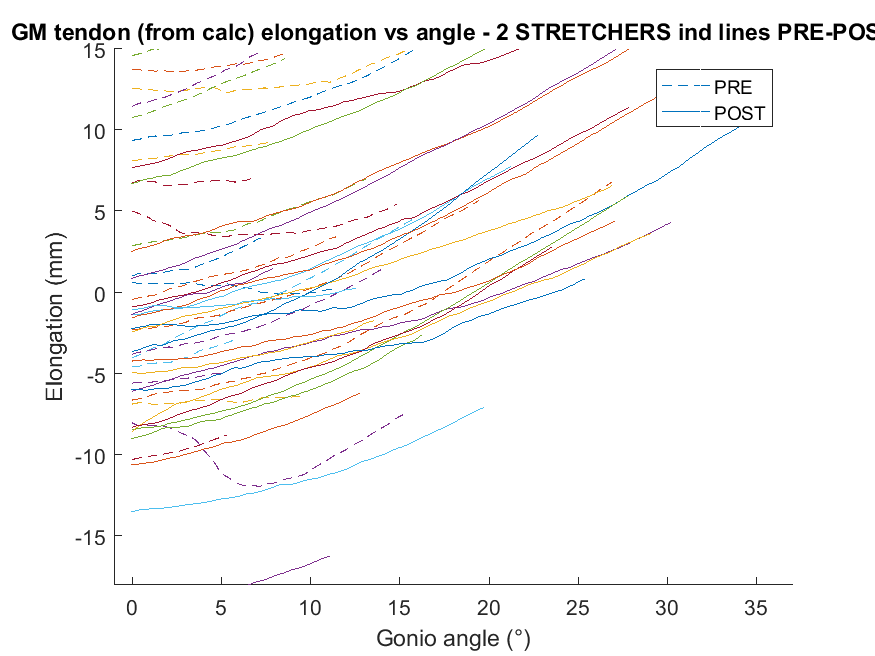 GM tendon (from calc) elongation vs angle - 2 STRETCHERS ind lines PRE-POS
15
10
5
0
-5
-10
-15
Elongation (mm)
PRE
POST
0 5 10 15 20 25 30 35
Gonio angle (°)